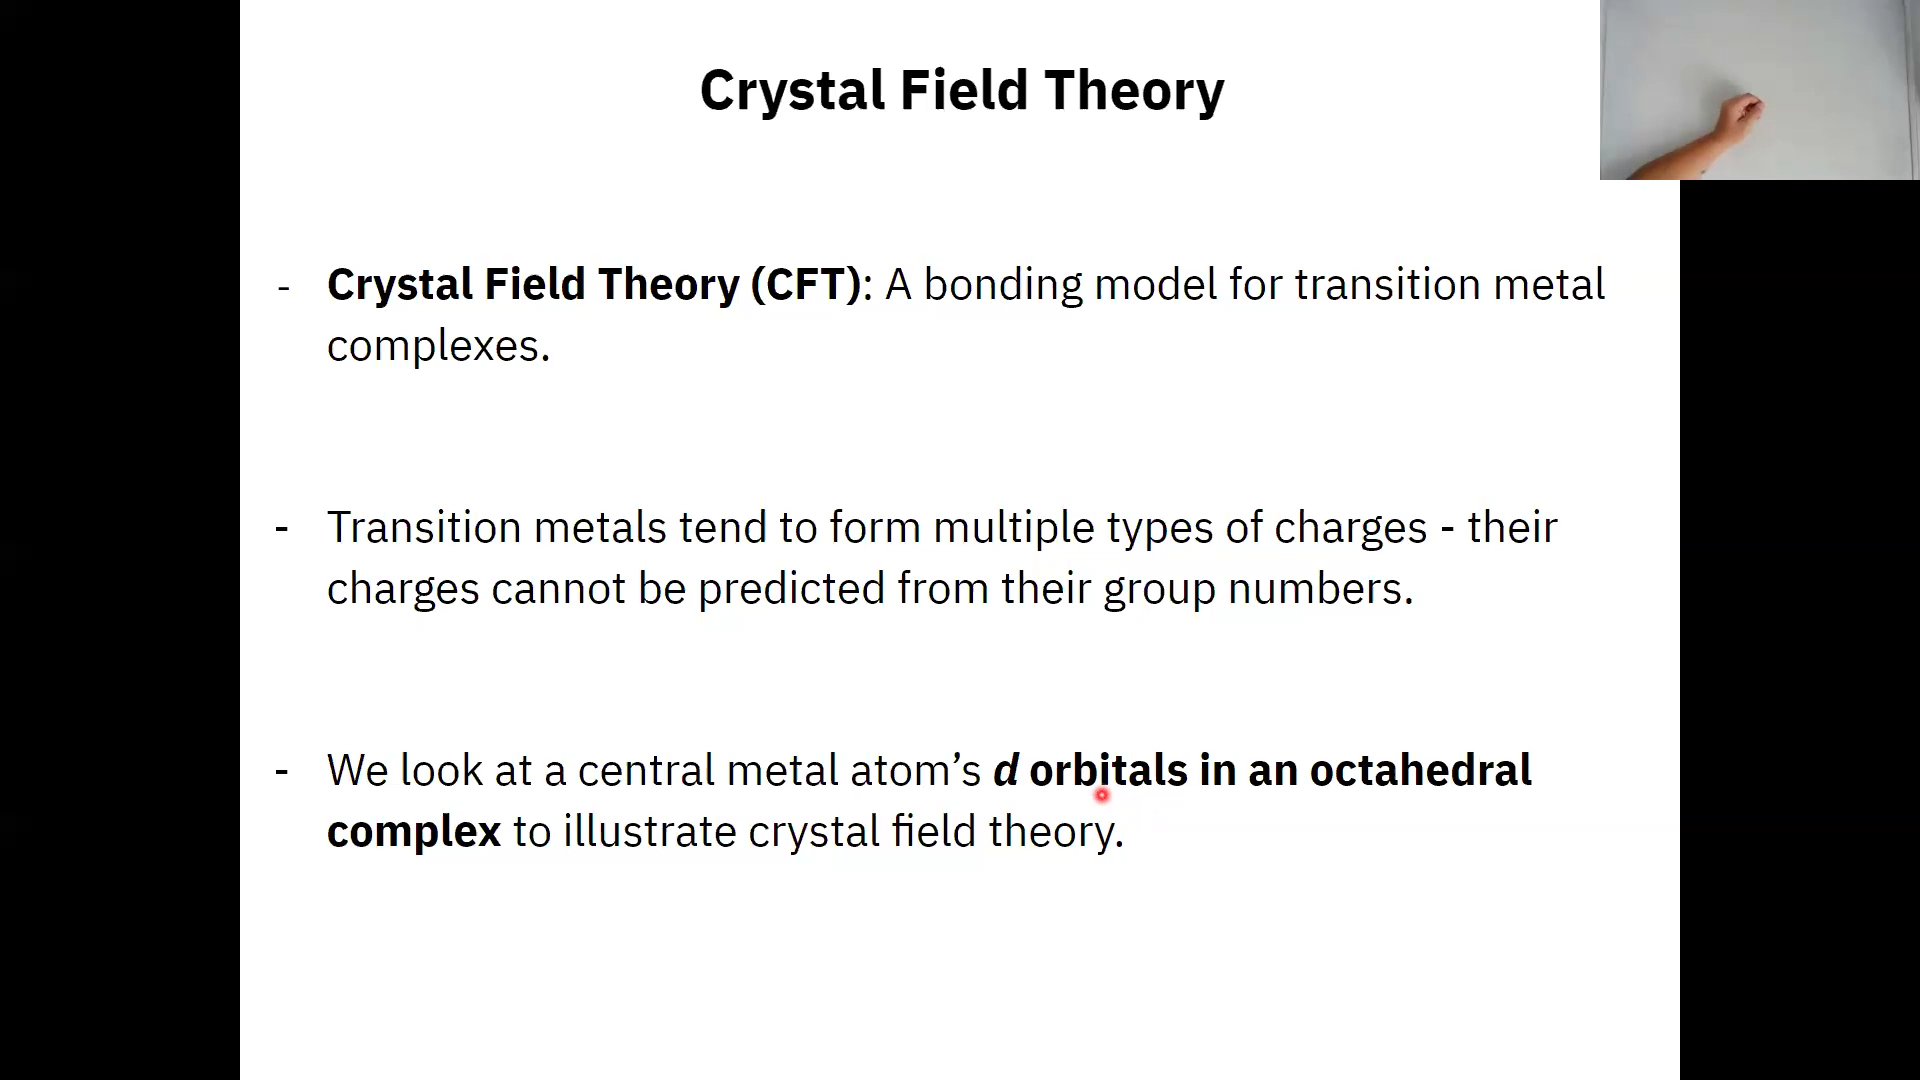 Crystal Field Theory
- Crystal Field Theory (CFT): A bonding model for transition metal
complexes.
- Transition metals tend to form multiple types of charges - their
charges cannot be predicted from their group numbers.
- We look at a central metal atom’s d orbitals in an octahedral
complex to illustrate crystal field theory.